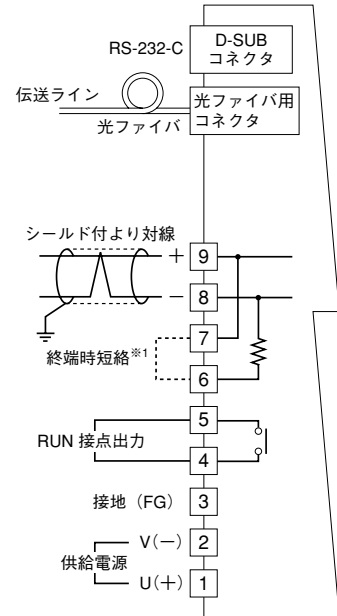 RS-232-C
D-SUB
コネクタ
伝送ライン
光ファイバ
光ファイバ用
コネクタ
シールド付より対線
+ 9
− 8
7
終端時短絡※1
6
5
RUN 接点出力
4
接地（FG） 3
V（−） 2
供給電源
U（+） 1